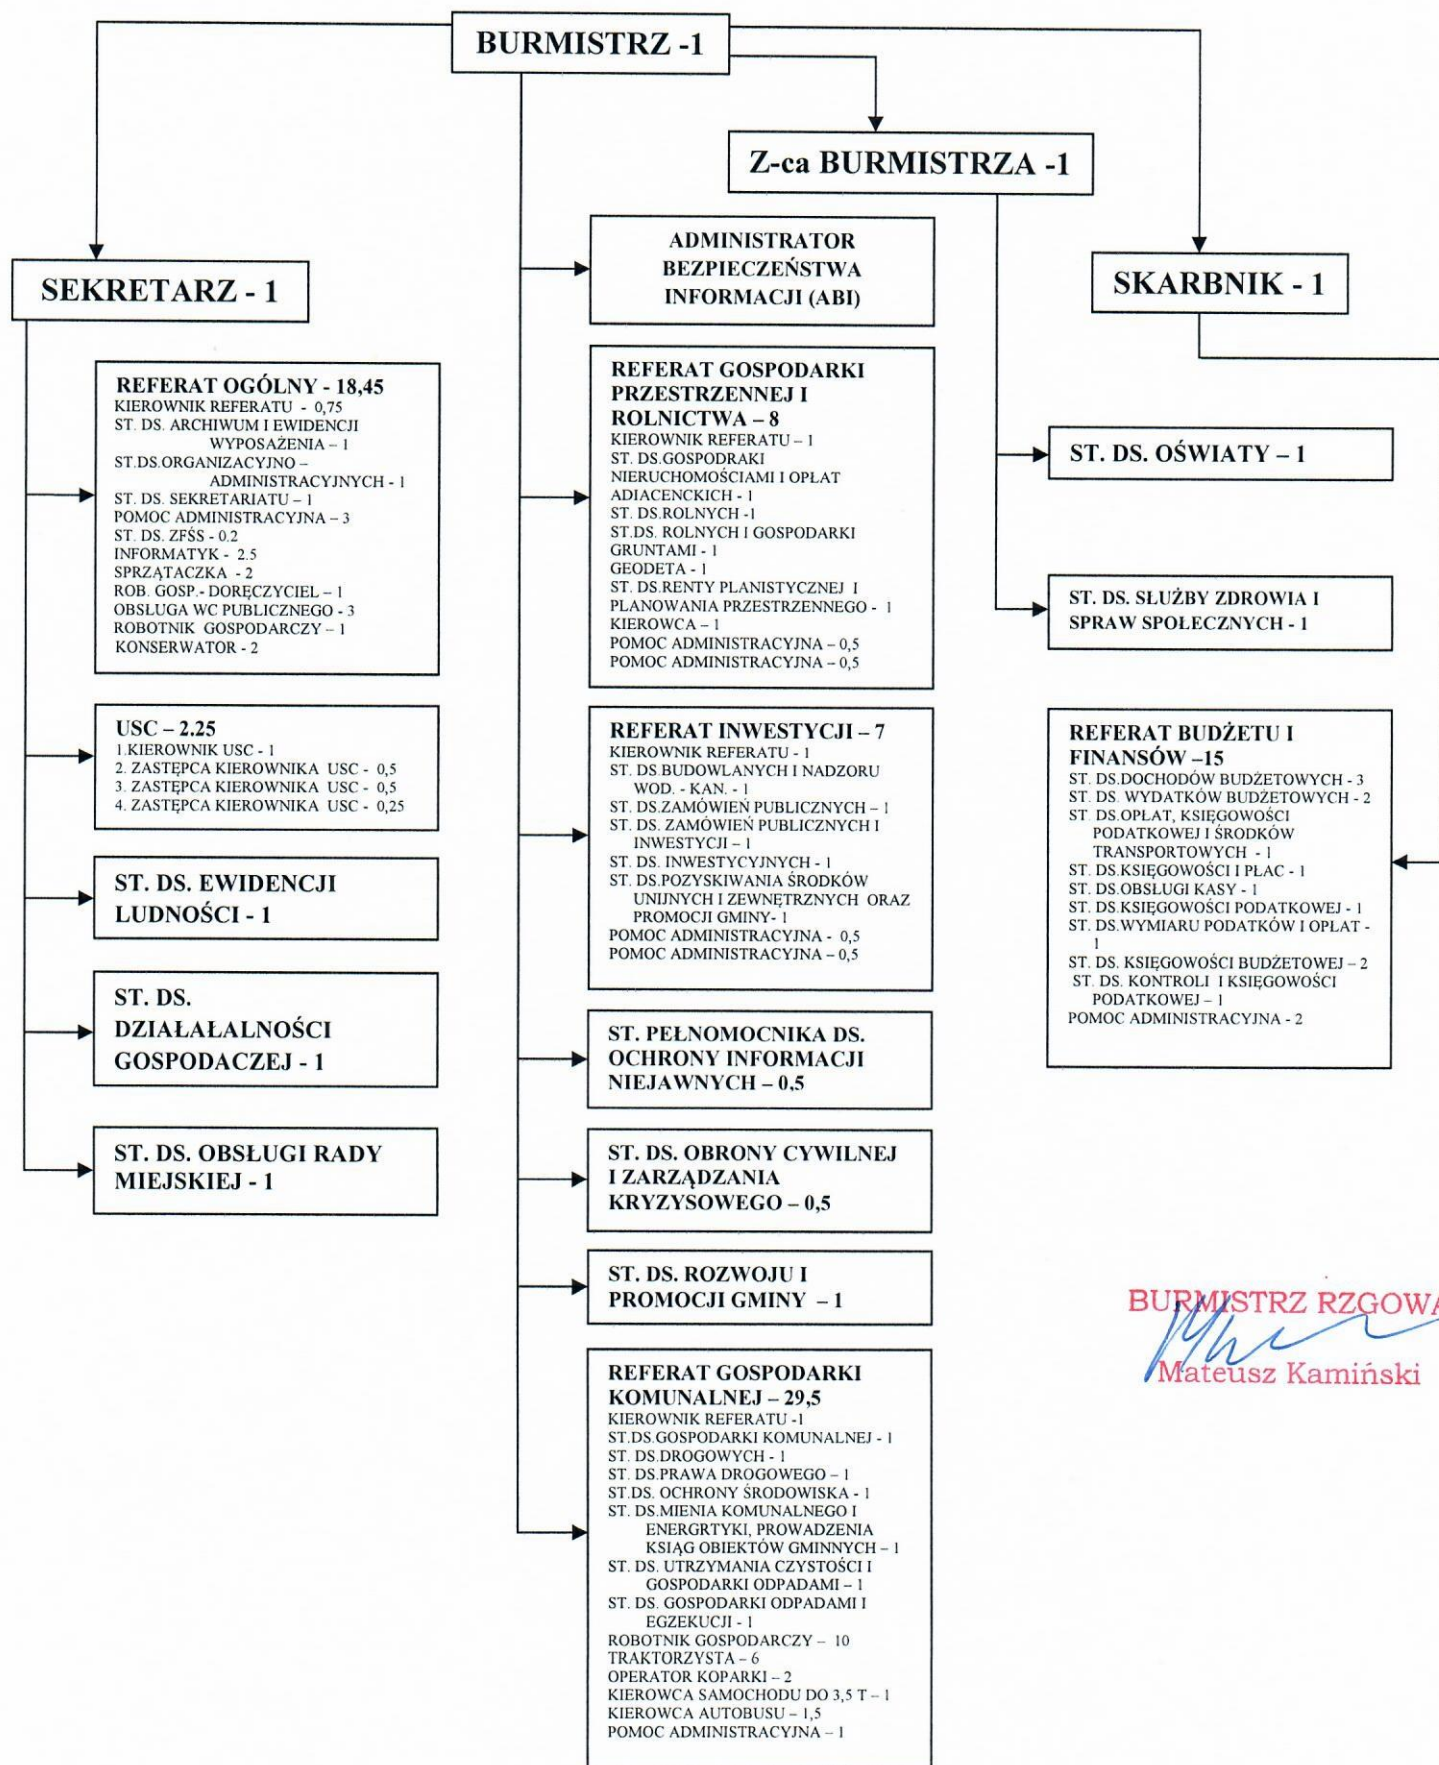 BURMISTRZ -1
Z-ca BURMISTRZA -1
SEKRETARZ - 1
SKARBNIK - 1
REFERAT OGÓLNY - 18,45
KIEROWNIK REFERATU - 0,75
ST. DS. ARCHIWUM I EWIDENCJI
WYPOSAŻENIA – 1
ST.DS.ORGANIZACYJNO –
ADMINISTRACYJNYCH - 1
ST. DS. SEKRETARIATU – 1
POMOC ADMINISTRACYJNA – 3
ST. DS. ZFŚS - 0.2
INFORMATYK - 2.5
SPRZĄTACZKA - 2
ROB. GOSP.- DORĘCZYCIEL – 1
OBSŁUGA WC PUBLICZNEGO - 3
ROBOTNIK GOSPODARCZY – 1
KONSERWATOR - 2
USC – 2.25
1.KIEROWNIK USC - 1
2. ZASTĘPCA KIEROWNIKA USC - 0,5
3. ZASTĘPCA KIEROWNIKA USC - 0,5
4. ZASTĘPCA KIEROWNIKA USC - 0,25
ST. DS. EWIDENCJI
LUDNOŚCI - 1
ST. DS.
DZIAŁAŁALNOŚCI
GOSPODACZEJ - 1
ST. DS. OBSŁUGI RADY
MIEJSKIEJ - 1
ADMINISTRATOR
BEZPIECZEŃSTWA
INFORMACJI (ABI)
REFERAT GOSPODARKI
PRZESTRZENNEJ I
ROLNICTWA – 8
KIEROWNIK REFERATU – 1
ST. DS.GOSPODRAKI
NIERUCHOMOŚCIAMI I OPŁAT
ADIACENCKICH - 1
ST. DS.ROLNYCH -1
ST.DS. ROLNYCH I GOSPODARKI
GRUNTAMI - 1
GEODETA - 1
ST. DS.RENTY PLANISTYCZNEJ I
PLANOWANIA PRZESTRZENNEGO - 1
KIEROWCA – 1
POMOC ADMINISTRACYJNA – 0,5
POMOC ADMINISTRACYJNA – 0,5
REFERAT INWESTYCJI – 7
KIEROWNIK REFERATU - 1
ST. DS.BUDOWLANYCH I NADZORU
WOD. - KAN. - 1
ST. DS.ZAMÓWIEŃ PUBLICZNYCH – 1
ST. DS. ZAMÓWIEŃ PUBLICZNYCH I
INWESTYCJI – 1
ST. DS. INWESTYCYJNYCH - 1
ST. DS.POZYSKIWANIA ŚRODKÓW
UNIJNYCH I ZEWNĘTRZNYCH ORAZ
PROMOCJI GMINY- 1
POMOC ADMINISTRACYJNA - 0,5
POMOC ADMINISTRACYJNA – 0,5
ST. PEŁNOMOCNIKA DS.
OCHRONY INFORMACJI
NIEJAWNYCH – 0,5
ST. DS. OBRONY CYWILNEJ
I ZARZĄDZANIA
KRYZYSOWEGO – 0,5
ST. DS. ROZWOJU I
PROMOCJI GMINY – 1
REFERAT GOSPODARKI
KOMUNALNEJ – 29,5
KIEROWNIK REFERATU -1
ST.DS.GOSPODARKI KOMUNALNEJ - 1
ST. DS.DROGOWYCH - 1
ST. DS.PRAWA DROGOWEGO – 1
ST.DS. OCHRONY ŚRODOWISKA - 1
ST. DS.MIENIA KOMUNALNEGO I
ENERGRTYKI, PROWADZENIA
KSIĄG OBIEKTÓW GMINNYCH – 1
ST. DS. UTRZYMANIA CZYSTOŚCI I
GOSPODARKI ODPADAMI – 1
ST. DS. GOSPODARKI ODPADAMI I
EGZEKUCJI - 1
ROBOTNIK GOSPODARCZY – 10
TRAKTORZYSTA – 6
OPERATOR KOPARKI – 2
KIEROWCA SAMOCHODU DO 3,5 T – 1
KIEROWCA AUTOBUSU – 1,5
POMOC ADMINISTRACYJNA – 1
ST. DS. OŚWIATY – 1
ST. DS. SŁUŻBY ZDROWIA I
SPRAW SPOŁECZNYCH - 1
REFERAT BUDŻETU I
FINANSÓW –15
ST. DS.DOCHODÓW BUDŻETOWYCH - 3
ST. DS. WYDATKÓW BUDŻETOWYCH - 2
ST. DS.OPŁAT, KSIĘGOWOŚCI
PODATKOWEJ I ŚRODKÓW
TRANSPORTOWYCH - 1
ST. DS.KSIĘGOWOŚCI I PŁAC - 1
ST. DS.OBSŁUGI KASY - 1
ST. DS.KSIĘGOWOŚCI PODATKOWEJ - 1
ST. DS.WYMIARU PODATKÓW I OPŁAT -
1
ST. DS. KSIĘGOWOŚCI BUDŻETOWEJ – 2
ST. DS. KONTROLI I KSIĘGOWOŚCI
PODATKOWEJ – 1
POMOC ADMINISTRACYJNA - 2
BURMISTRZ RZGOWA
Mateusz Kamiński